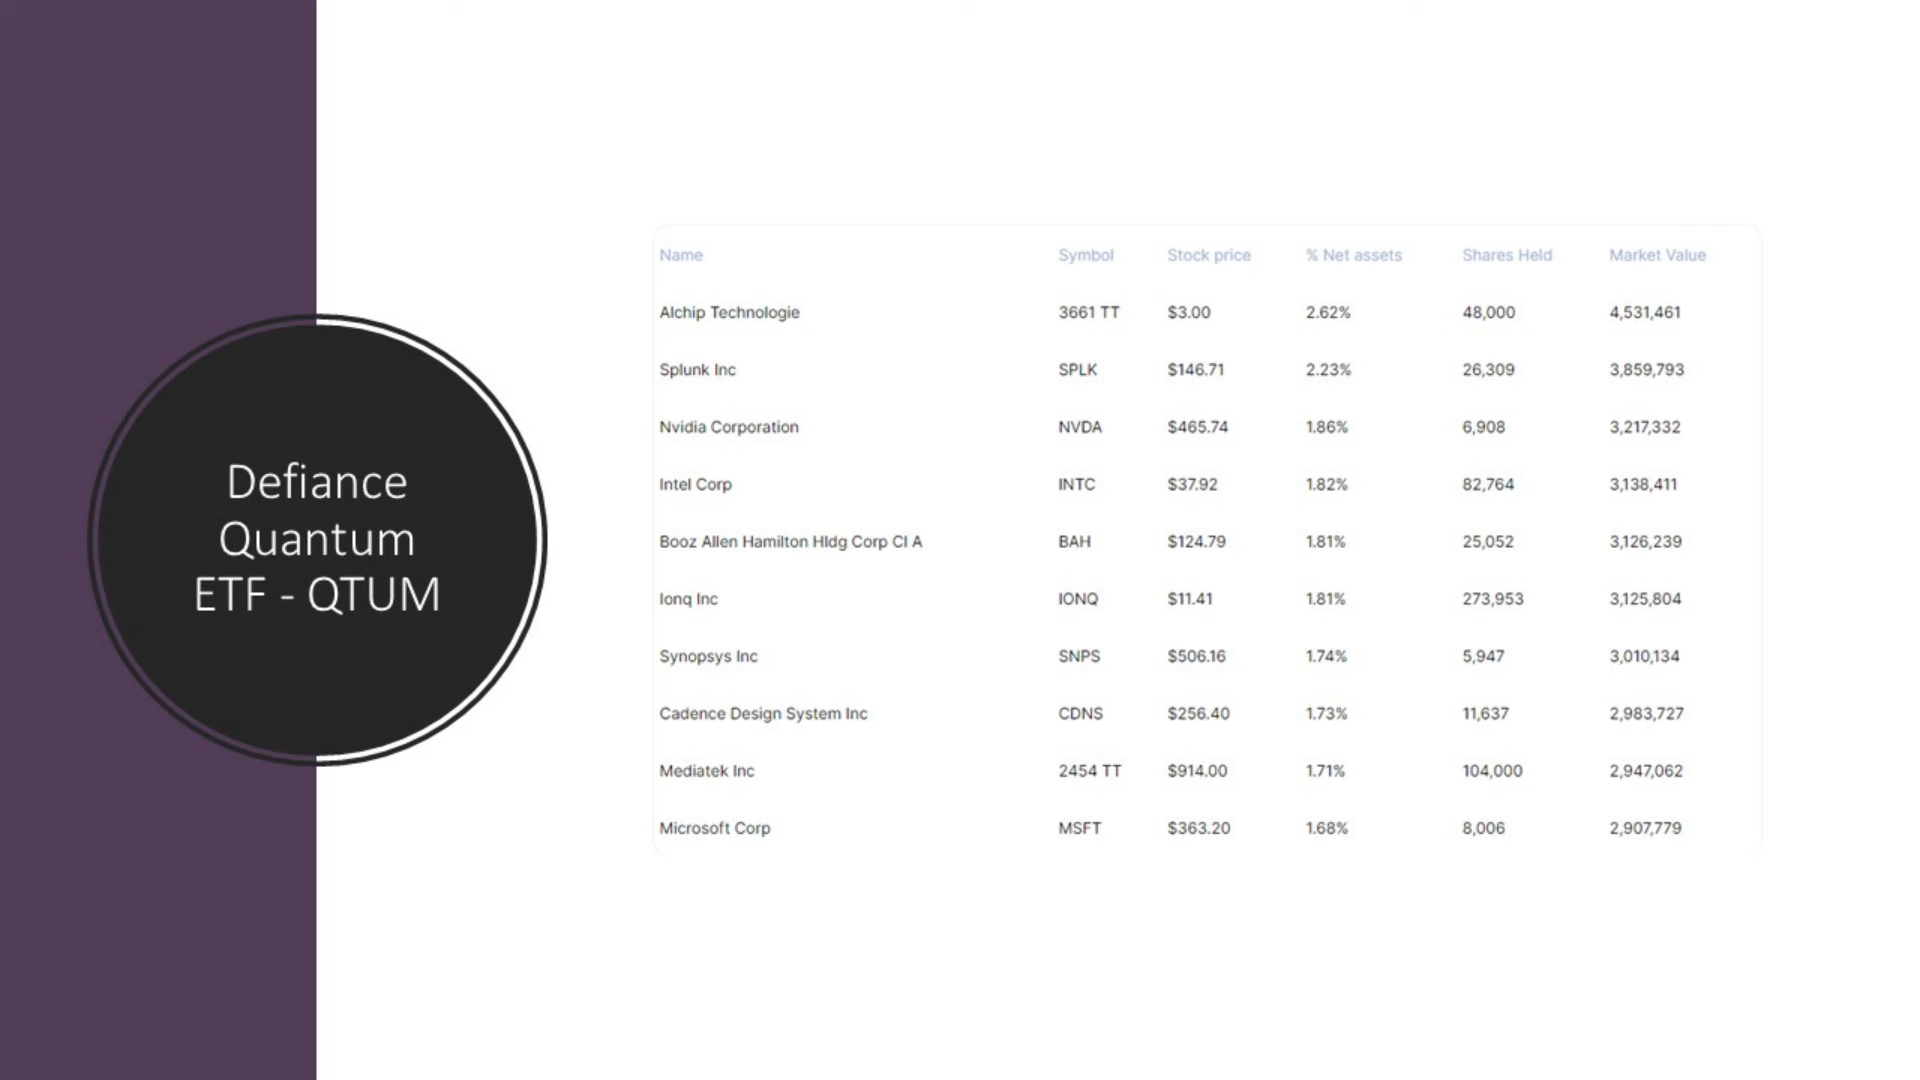 Defiance
Quantum
ETF - QTUM
Name Symbol Stock price % Net assets Shares Held Market Value
Alchip Technologie 3661 TT $3.00 2.62% 48,000 4,531,461
Splunk Inc SPLK $146.71 2.23% 26,309 3,859,793
Nvidia Corporation NVDA $465.74 1.86% 6,908 3,217,332
Intel Corp INTC $37.92 1.82% 82,764 3,138,411
Booz Allen Hamilton Hldg Corp Cl A BAH $124.79 1.81% 25,052 3,126,239
Ionq Inc IONQ $11.41 1.81% 273,953 3,125,804
Synopsys Inc SNPS $506.16 1.74% 5,947 3,010,134
Cadence Design System Inc CDNS $256.40 1.73% 11,637 2,983,727
Mediatek Inc 2454 TT $914.00 1.71% 104,000 2,947,062
Microsoft Corp MSFT $363.20 1.68% 8,006 2,907,779